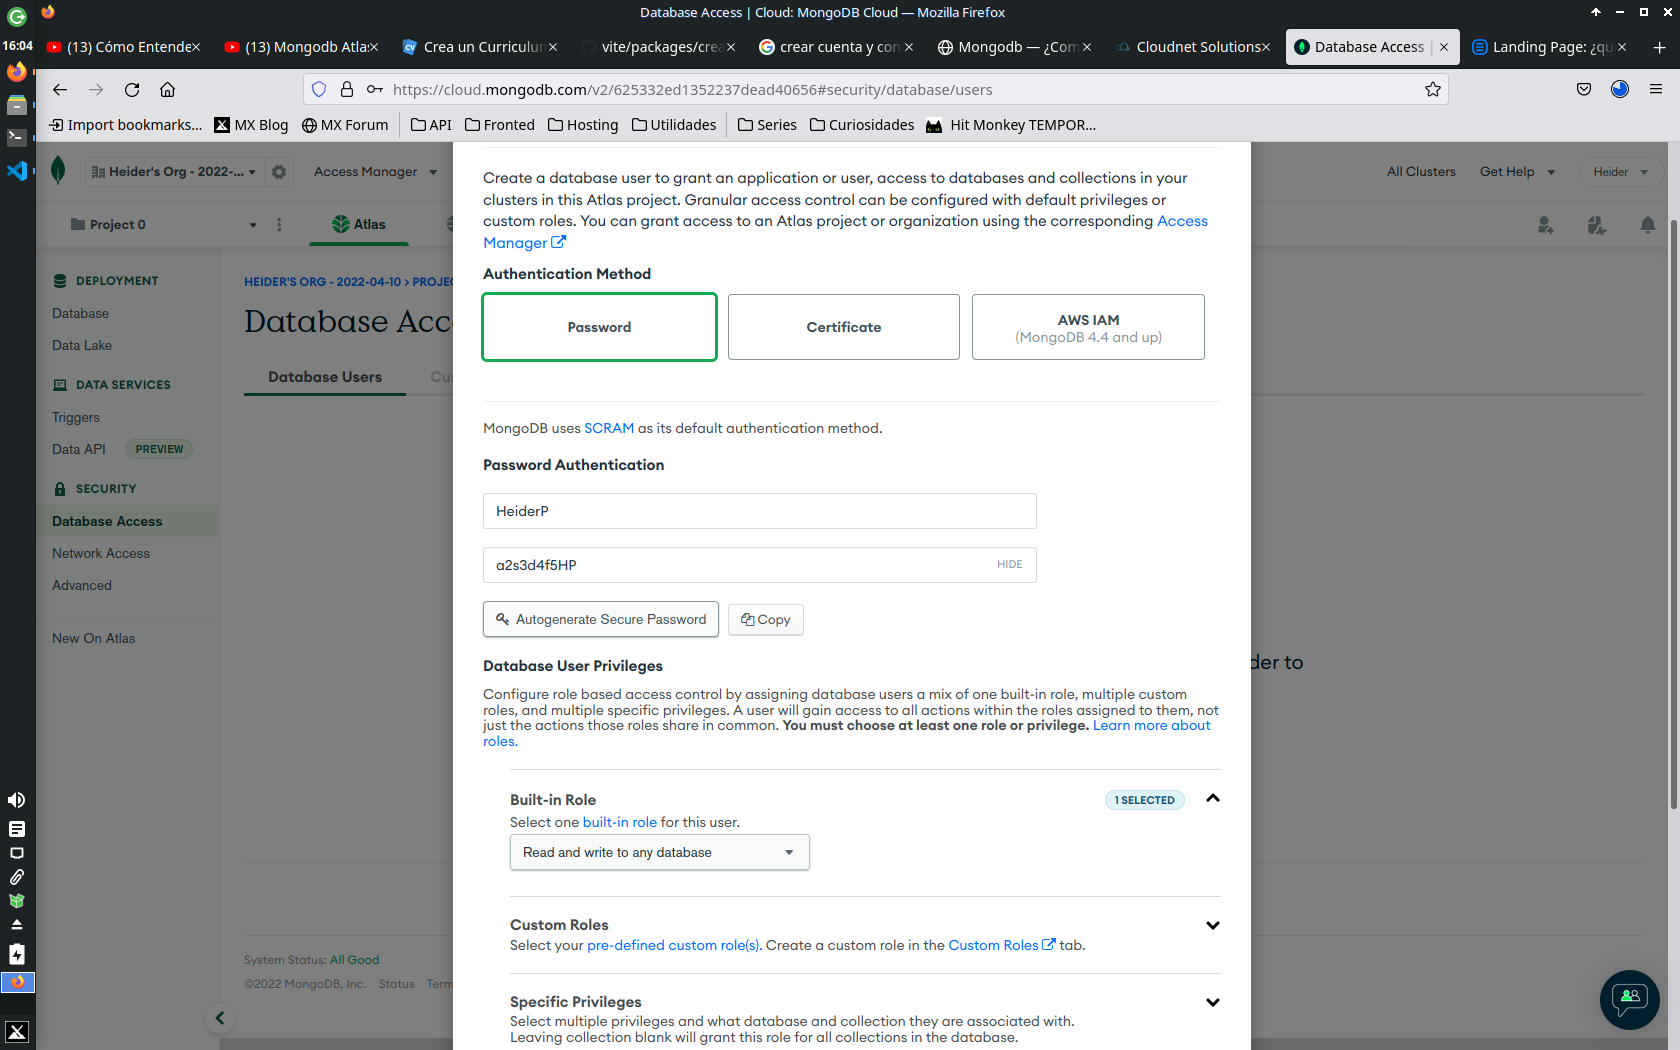 Database Access | Cloud: MongoDB Cloud — Mozilla Firefox
16:04
(13) Cómo Entende
(13) Mongodb Atla
Crea un Curriculun
vite/packages/crea
crear cuenta y con
Mongodb — ¿Com
Cloudnet Solutions
Database Access |
Landing Page: ¿qu
https://cloud.mongodb.com/v2/625332ed1352237dead40656#security/database/users
Import bookmarks...
MX Blog
MX Forum
API
Fronted
Hosting
Utilidades
Series
Curiosidades
Hit Monkey TEMPOR...
Heider's Org - 2022-...
Access Manager
All Clusters
Get Help
Heider
Project 0
Atlas
DEPLOYMENT
Database
Data Lake
DATA SERVICES
Triggers
Data API
PREVIEW
SECURITY
Database Access
Network Access
Advanced
New On Atlas
HEIDER'S ORG - 2022-04-10 > PROJEC
Database Acc
Database Users
Cu
der to
System Status: All Good
©2022 MongoDB, Inc. Status Term
Create a database user to grant an application or user, access to databases and collections in your
clusters in this Atlas project. Granular access control can be configured with default privileges or
custom roles. You can grant access to an Atlas project or organization using the corresponding Access
Manager
Authentication Method
Password
Certificate
AWS IAM
(MongoDB 4.4 and up)
MongoDB uses SCRAM as its default authentication method.
Password Authentication
HeiderP
a2s3d4f5HP
HIDE
Autogenerate Secure Password
Copy
Database User Privileges
Configure role based access control by assigning database users a mix of one built-in role, multiple custom
roles, and multiple specific privileges. A user will gain access to all actions within the roles assigned to them, not
just the actions those roles share in common. You must choose at least one role or privilege. Learn more about
roles.
Built-in Role
1 SELECTED
Select one built-in role for this user.
Read and write to any database
Custom Roles
Select your pre-defined custom role(s). Create a custom role in the Custom Roles tab.
Specific Privileges
Select multiple privileges and what database and collection they are associated with.
Leaving collection blank will grant this role for all collections in the database.